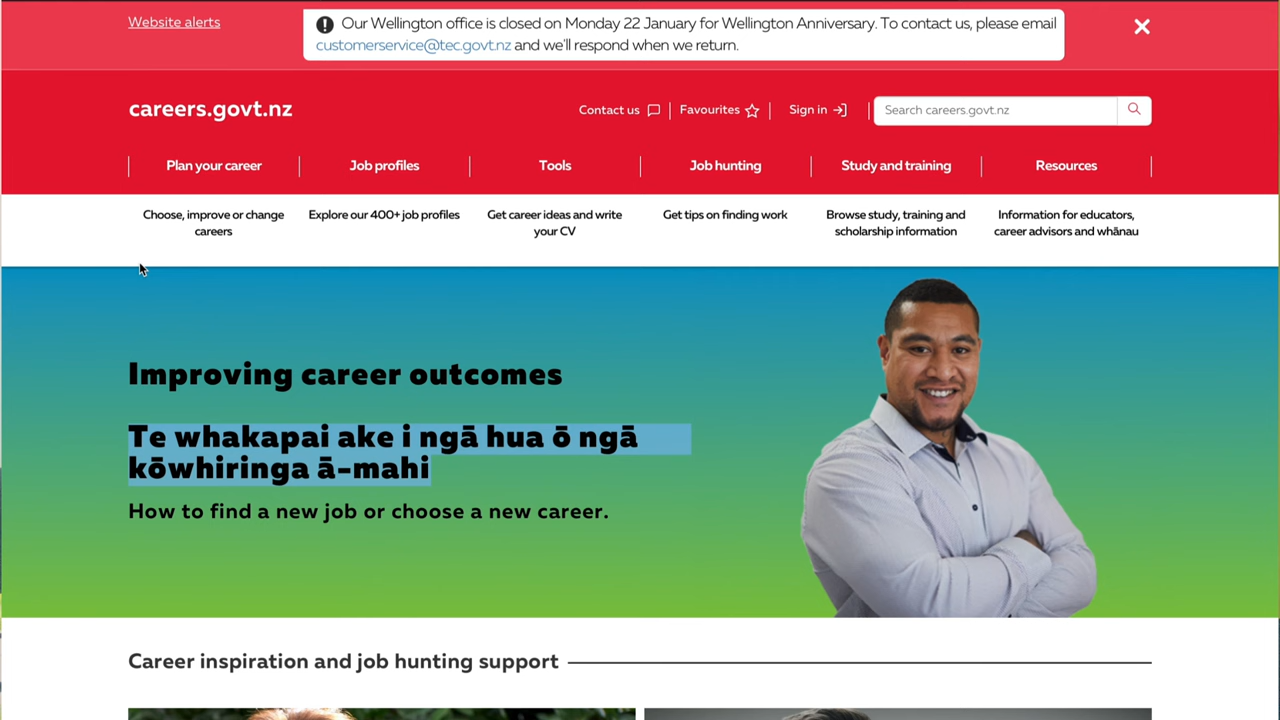 Website alerts
Our Wellington office is closed on Monday 22 January for Wellington Anniversary. To contact us, please email
customerservice@tec.govt.nz and we'll respond when we return.
careers.govt.nz
Contact us
Favourites
Sign in
Search careers.govt.nz
Plan your career
Job profiles
Tools
Job hunting
Study and training
Resources
Choose, improve or change
careers
Explore our 400+ job profiles
Get career ideas and write
your CV
Get tips on finding work
Browse study, training and
scholarship information
Information for educators,
career advisors and whānau
Improving career outcomes
Te whakapai ake i ngā hua ō ngā
kōwhiringa ā-mahi
How to find a new job or choose a new career.
Career inspiration and job hunting support